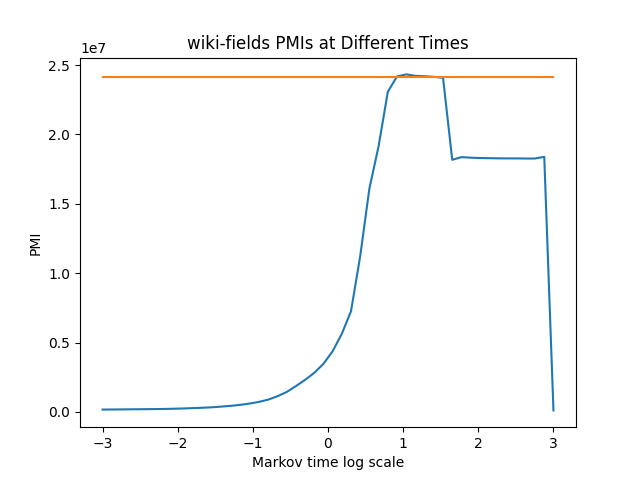 wiki-fields PMIs at Different Times
1e7
2.5
2.0
1.5
1.0
0.5
0.0
PMI
−3 −2 −1 0 1 2 3
Markov time log scale